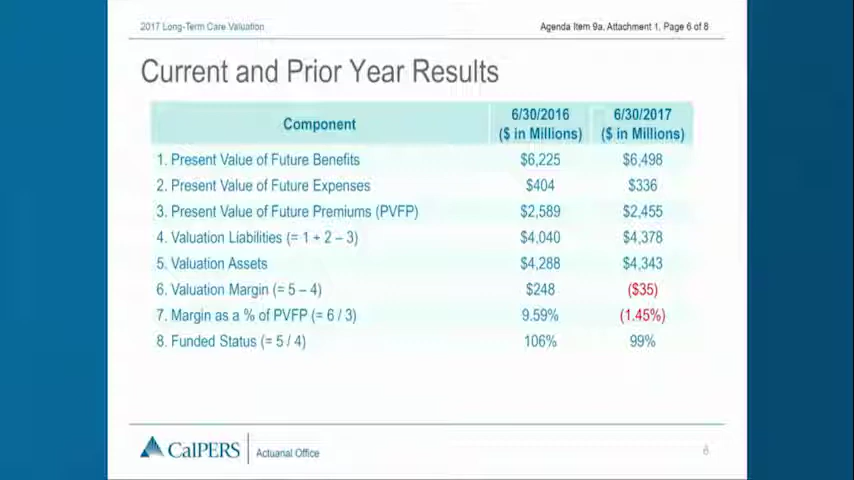 2017 Long-Term Care Valuation
Agenda Item 9a, Attachment 1, Page 6 of 8
Current and Prior Year Results
Component 6/30/2016 ($ in Millions) 6/30/2017 ($ in Millions)
1. Present Value of Future Benefits $6,225 $6,498
2. Present Value of Future Expenses $404 $336
3. Present Value of Future Premiums (PVFP) $2,589 $2,455
4. Valuation Liabilities (= 1 + 2 – 3) $4,040 $4,378
5. Valuation Assets $4,288 $4,343
6. Valuation Margin (= 5 – 4) $248 ($35)
7. Margin as a % of PVFP (= 6 / 3) 9.59% (1.45%)
8. Funded Status (= 5 / 4) 106% 99%
CalPERS Actuarial Office
6